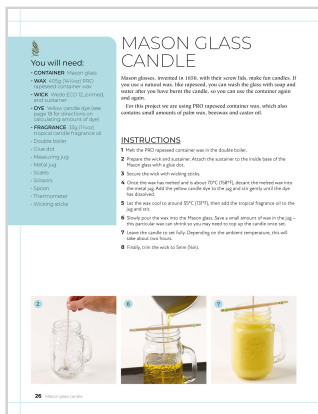 MASON GLASS
CANDLE
You will need:
• CONTAINER Mason glass
• WAX 405g (14¼oz) PRO
rapeseed container wax
• WICK Wedo ECO 12, primed,
and sustainer
• DYE Yellow candle dye (see
page 18 for directions on
calculating amount of dye)
• FRAGRANCE 33g (1¼oz)
tropical candle fragrance oil
• Double boiler
• Glue dot
• Measuring jug
• Metal jug
• Scales
• Scissors
• Spoon
• Thermometer
• Wicking sticks
Mason glasses, invented in 1858, with their screw lids, make fun candles. If
you use a natural wax, like rapeseed, you can wash the glass with soap and
water after you have burnt the candle, so you can use the container again
and again.
For this project we are using PRO rapeseed container wax, which also
contains small amounts of palm wax, beeswax and castor oil.
INSTRUCTIONS
1 Melt the PRO rapeseed container wax in the double boiler.
2 Prepare the wick and sustainer. Attach the sustainer to the inside base of the
Mason glass with a glue dot.
3 Secure the wick with wicking sticks.
4 Once the wax has melted and is about 70°C (158°F), decant the melted wax into
the metal jug. Add the yellow candle dye to the jug and stir gently until the dye
has dissolved.
5 Let the wax cool to around 55°C (131°F), then add the tropical fragrance oil to the
jug and stir.
6 Slowly pour the wax into the Mason glass. Save a small amount of wax in the jug –
this particular wax can shrink so you may need to top up the candle once set.
7 Leave the candle to set fully. Depending on the ambient temperature, this will
take about two hours.
8 Finally, trim the wick to 5mm (¼in).
2
6
7
26 Mason glass candle